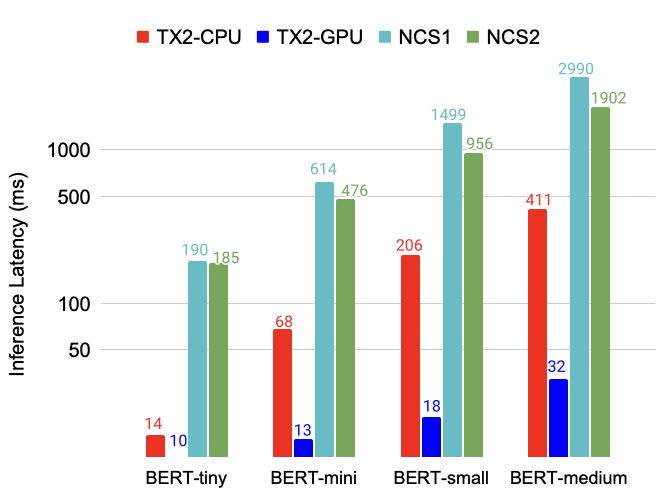 TX2-CPU TX2-GPU NCS1 NCS2
Inference Latency (ms)
1000
500
100
50
14 10 190 185
68 13 614 476
206 18 1499 956
411 32 2990 1902
BERT-tiny BERT-mini BERT-small BERT-medium